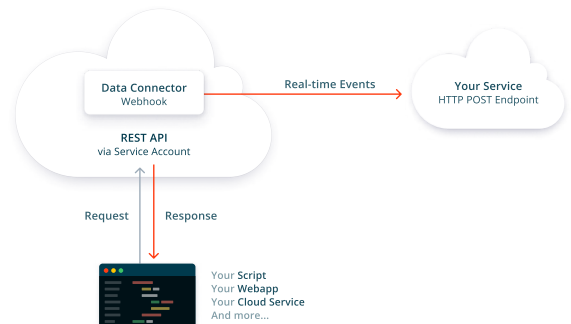 Data Connector
Webhook
Real-time Events
Your Service
HTTP POST Endpoint
REST API
via Service Account
Request
Response
Your Script
Your Webapp
Your Cloud Service
And more...